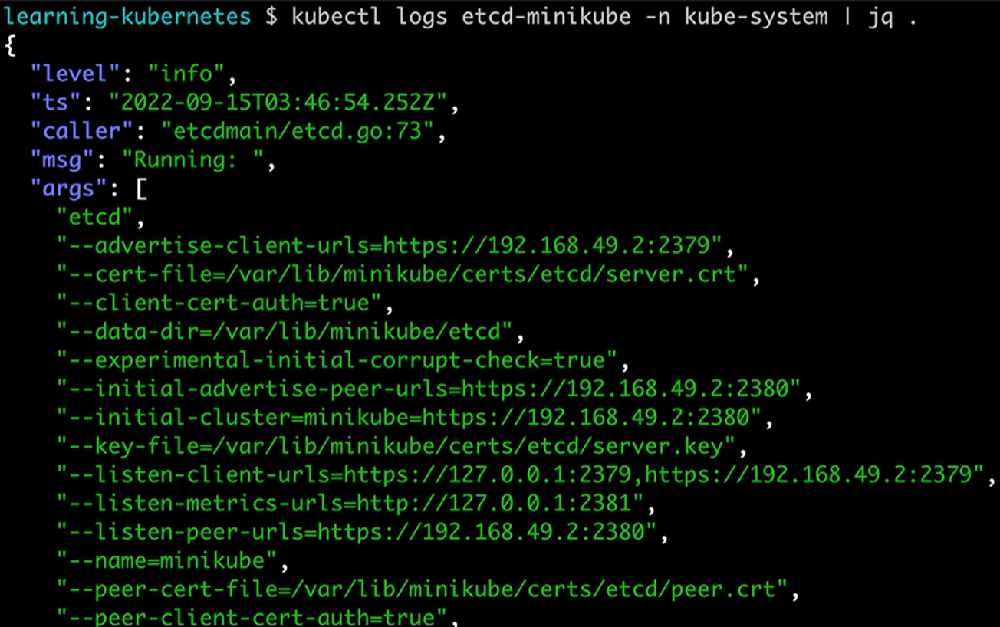 learning-kubernetes $ kubectl logs etcd-minikube -n kube-system | jq .
{
  "level": "info",
  "ts": "2022-09-15T03:46:54.252Z",
  "caller": "etcdmain/etcd.go:73",
  "msg": "Running: ",
  "args": [
    "etcd",
    "--advertise-client-urls=https://192.168.49.2:2379",
    "--cert-file=/var/lib/minikube/certs/etcd/server.crt",
    "--client-cert-auth=true",
    "--data-dir=/var/lib/minikube/etcd",
    "--experimental-initial-corrupt-check=true",
    "--initial-advertise-peer-urls=https://192.168.49.2:2380",
    "--initial-cluster=minikube=https://192.168.49.2:2380",
    "--key-file=/var/lib/minikube/certs/etcd/server.key",
    "--listen-client-urls=https://127.0.0.1:2379,https://192.168.49.2:2379",
    "--listen-metrics-urls=http://127.0.0.1:2381",
    "--listen-peer-urls=https://192.168.49.2:2380",
    "--name=minikube",
    "--peer-cert-file=/var/lib/minikube/certs/etcd/peer.crt",
    "--peer-client-cert-auth=true",